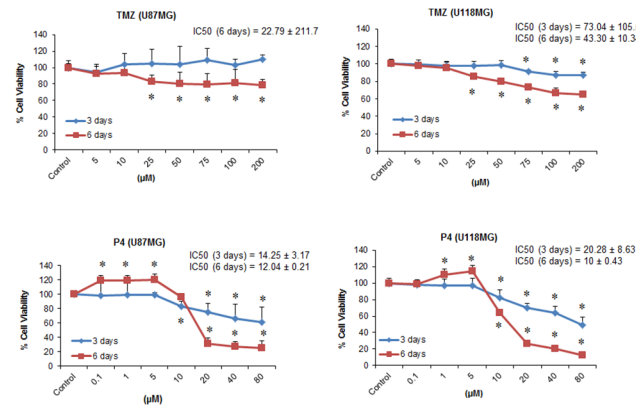 TMZ (U87MG)
IC50 (6 days) = 22.79 ± 211.7
% Cell Viability
140
120
100
80
60
40
20
0
* * * * *
3 days
6 days
Control 5 10 25 50 75 100 200
(µM)
TMZ (U118MG)
IC50 (3 days) = 73.04 ± 105.
IC50 (6 days) = 43.30 ± 10.3
% Cell Viability
140
120
100
80
60
40
20
0
* * *
* * * * *
3 days
6 days
Control 5 10 25 50 75 100 200
(µM)
P4 (U87MG)
IC50 (3 days) = 14.25 ± 3.17
IC50 (6 days) = 12.04 ± 0.21
% Cell Viability
140
120
100
80
60
40
20
0
* * *
* * *
* * * *
3 days
6 days
Control 0.1 1 5 10 20 40 80
(µM)
P4 (U118MG)
IC50 (3 days) = 20.28 ± 8.63
IC50 (6 days) = 10 ± 0.43
% Cell Viability
140
120
100
80
60
40
20
0
* *
* * * *
* * * *
3 days
6 days
Control 0.1 1 5 10 20 40 80
(µM)